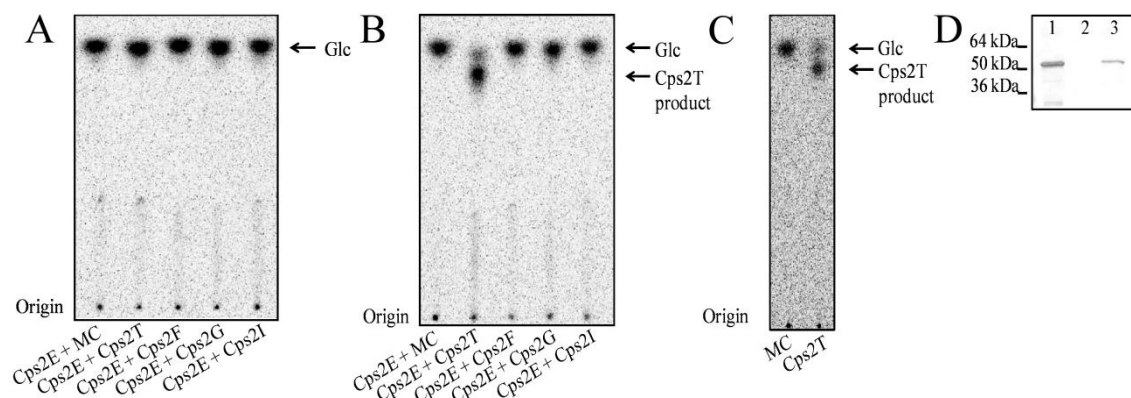 A
Glc
Origin
Cps2E + MC
Cps2E + Cps2T
Cps2E + Cps2F
Cps2E + Cps2G
Cps2E + Cps2I
B
Glc
Cps2T
product
Origin
Cps2E + MC
Cps2E + Cps2T
Cps2E + Cps2F
Cps2E + Cps2G
Cps2E + Cps2I
C
Glc
Cps2T
product
Origin
MC
Cps2T
D
1 2 3
64 kDa
50 kDa
36 kDa